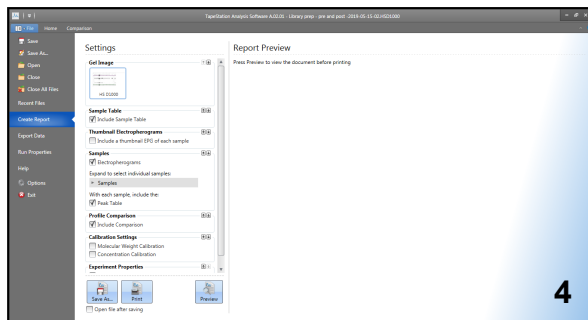 TapeStation Analysis Software A.02.01 - Library prep - pre and post -2019-05-15-01.HSD1000
File Home Comparison
Save
Save As...
Open
Close
Close All Files
Recent Files
Create Report
Export Data
Run Properties
Help
Options
Exit
Settings
Gel Image
HS D1000
Sample Table
Include Sample Table
Thumbnail Electropherograms
Include a thumbnail EPG of each sample
Samples
Electropherograms
Expand to select individual samples:
Samples
With each sample, include the:
Peak Table
Profile Comparison
Include Comparison
Calibration Settings
Molecular Weight Calibration
Concentration Calibration
Experiment Properties
Save As...
Print
Preview
Open file after saving
Report Preview
Press Preview to view the document before printing
4